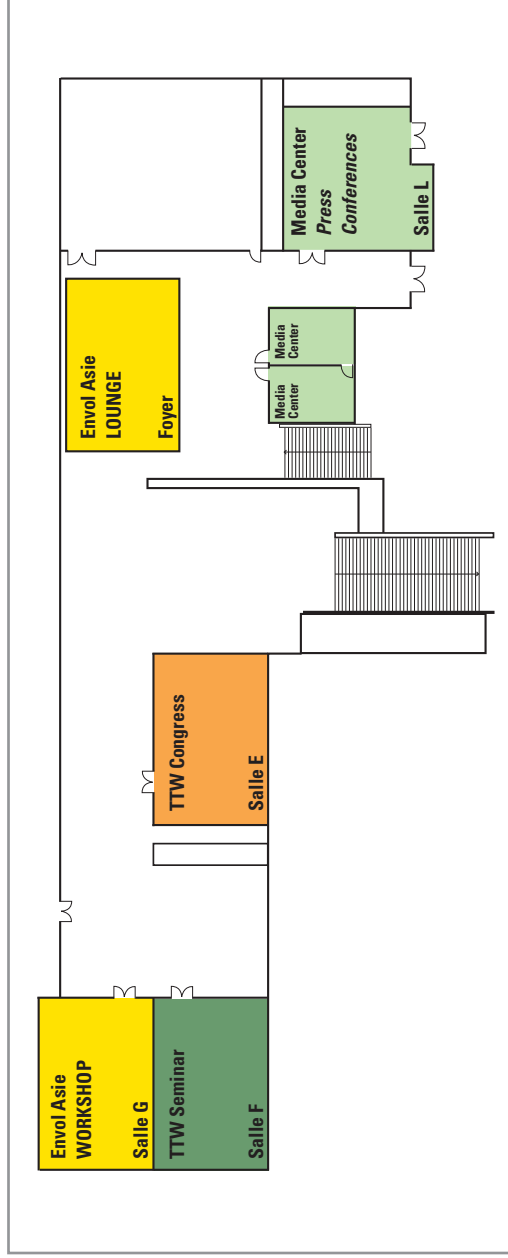 Envol Asie
WORKSHOP
Salle G
TTW Seminar
Salle F
TTW Congress
Salle E
Envol Asie
LOUNGE
Foyer
Media
Center
Media
Center
Media Center
Press
Conferences
Salle L